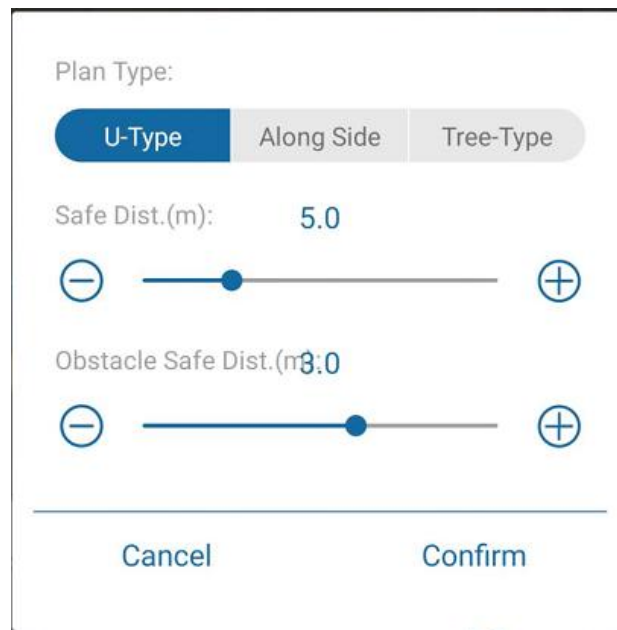 Plan Type:
U-Type Along Side Tree-Type
Safe Dist.(m): 5.0
Obstacle Safe Dist.(m): 3.0
Cancel Confirm